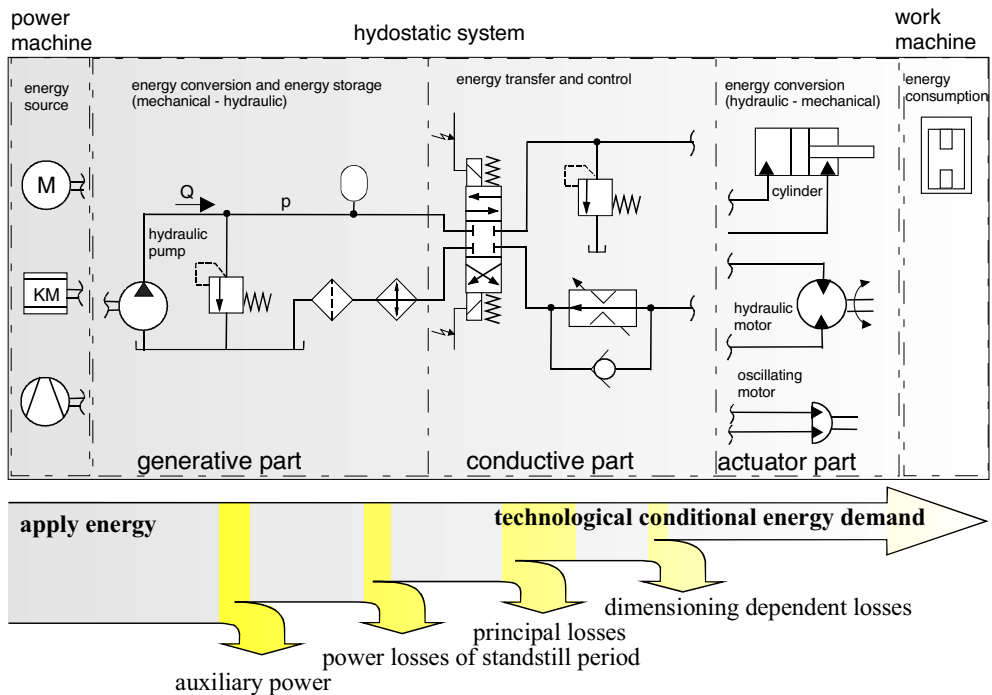 power
machine
hydostatic system
work
machine
energy
source
energy conversion and energy storage
(mechanical - hydraulic)
energy transfer and control
energy conversion
(hydraulic - mechanical)
energy
consumption
M
Q
p
hydraulic
pump
cylinder
KM
hydraulic
motor
oscillating
motor
generative part
conductive part
actuator part
apply energy
technological conditional energy demand
dimensioning dependent losses
principal losses
power losses of standstill period
auxiliary power